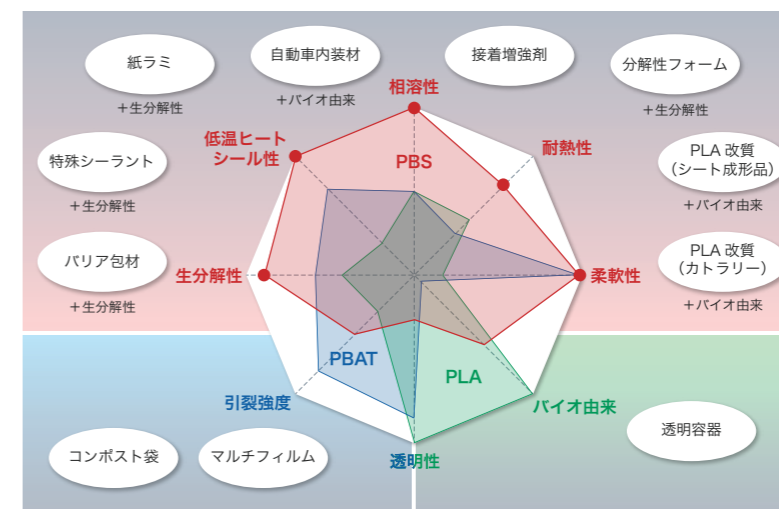 紙ラミ
＋生分解性
自動車内装材
＋バイオ由来
接着増強剤
分解性フォーム
＋生分解性
相溶性
低温ヒート
シール性
耐熱性
PBS
特殊シーラント
＋生分解性
PLA 改質
（シート成形品）
＋バイオ由来
バリア包材
＋生分解性
生分解性
柔軟性
PLA 改質
（カトラリー）
＋バイオ由来
PBAT
PLA
引裂強度
バイオ由来
透明性
コンポスト袋
マルチフィルム
透明容器